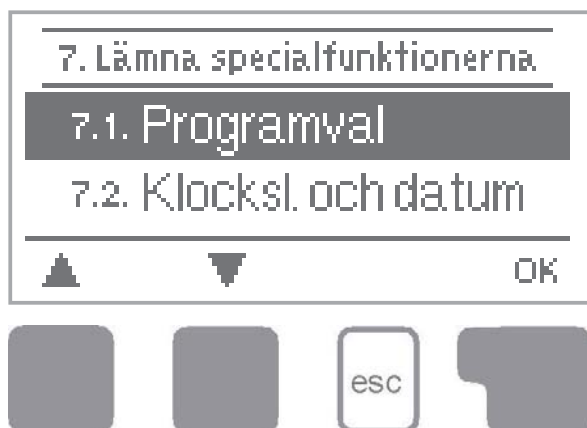 7. Lämna specialfunktionerna
7.1. Programval
7.2. Klocksl. och datum
OK
esc